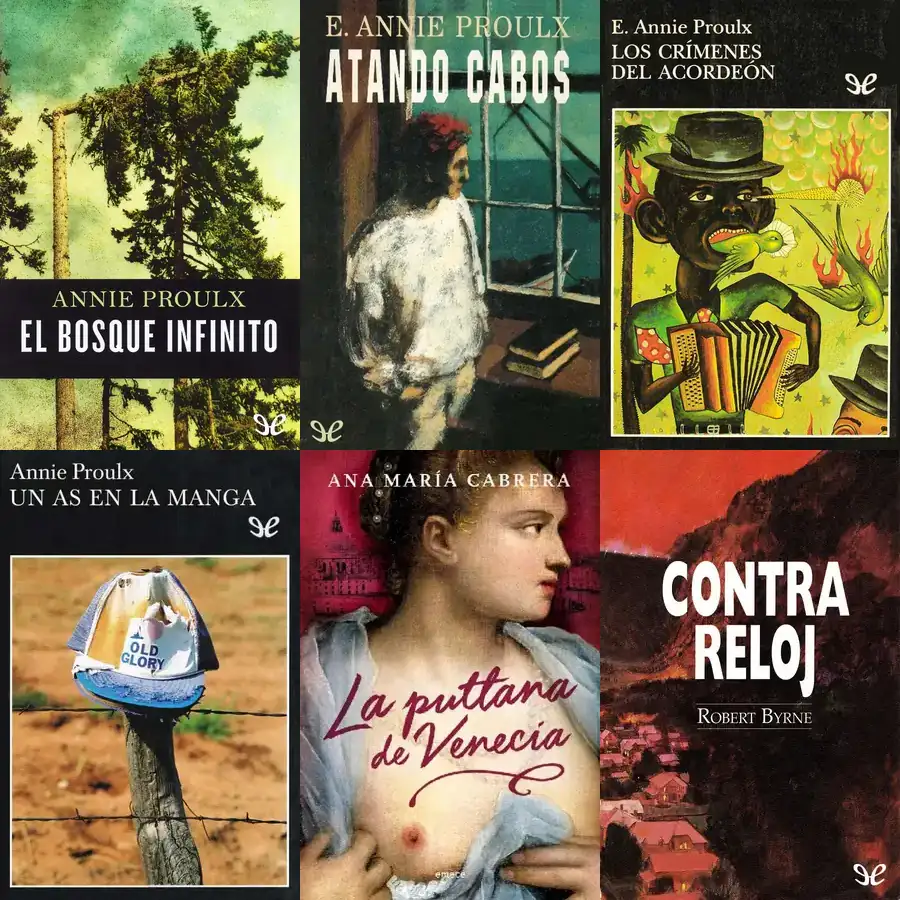 ANNIE PROULX
EL BOSQUE INFINITO
E. ANNIE PROULX
ATANDO CABOS
E. Annie Proulx
LOS CRÍMENES
DEL ACORDEÓN
Annie Proulx
UN AS EN LA MANGA
OLD
GLORY
ANA MARÍA CABRERA
La puttana
de Venecia
emecé
CONTRA
RELOJ
ROBERT BYRNE